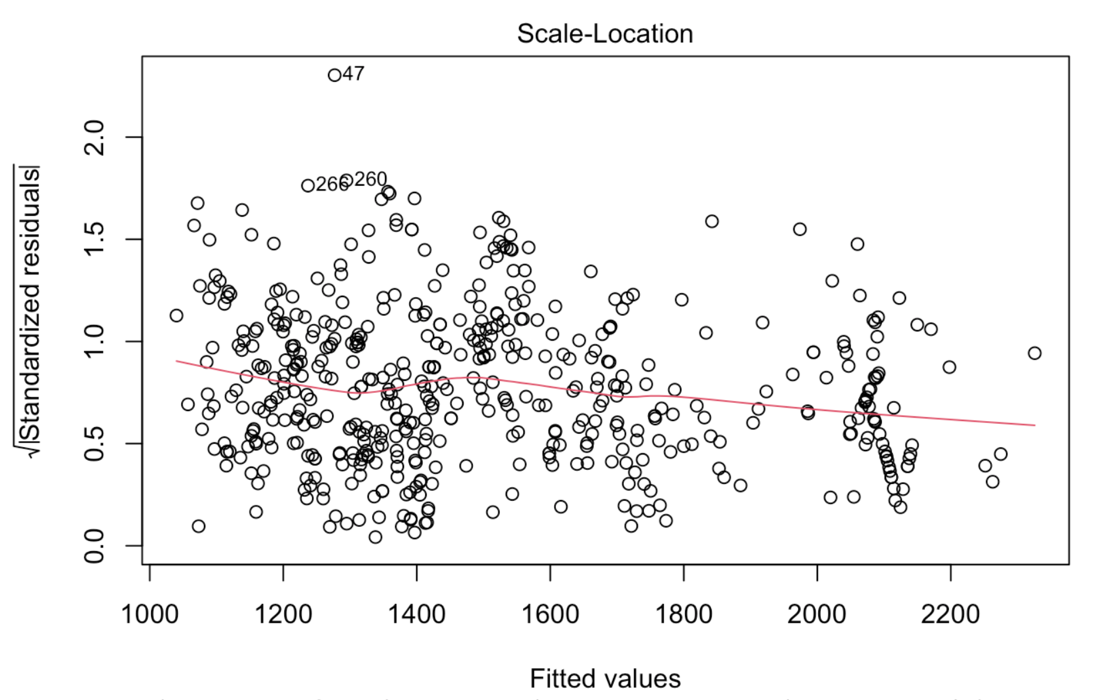 Scale-Location
47
266
260
√|Standardized residuals|
0.0 0.5 1.0 1.5 2.0
1000 1200 1400 1600 1800 2000 2200
Fitted values